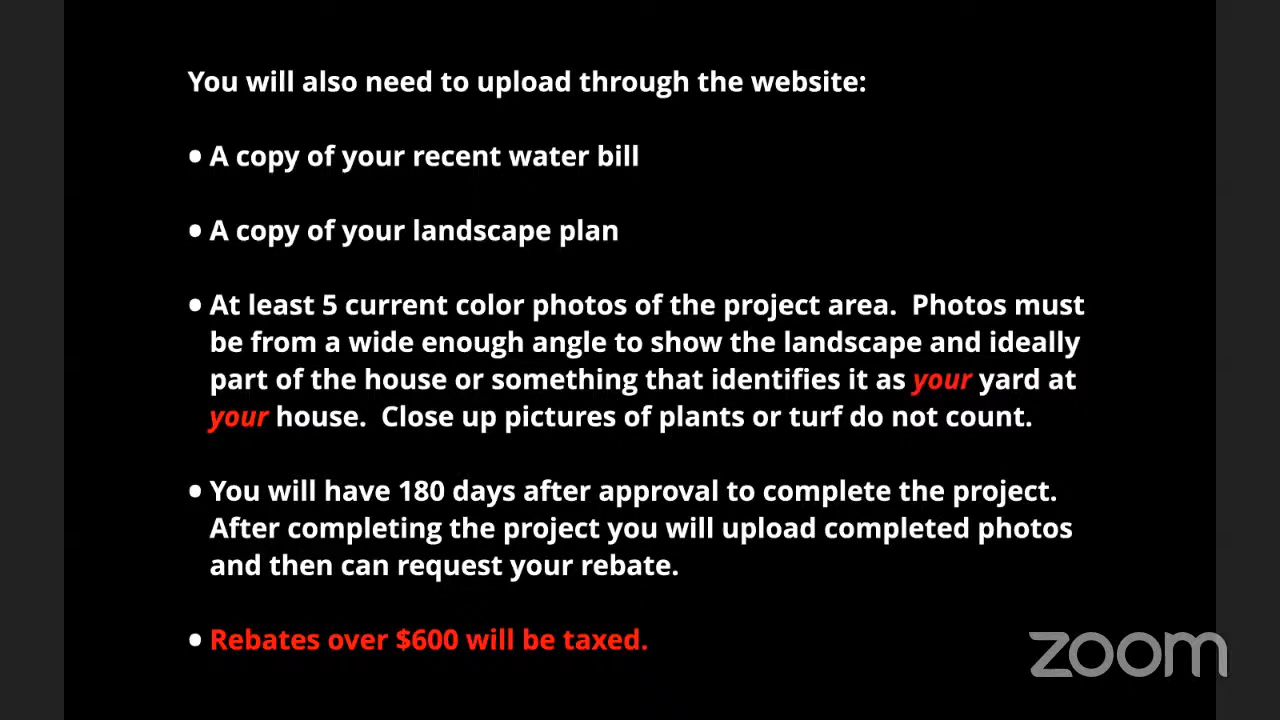 You will also need to upload through the website:
• A copy of your recent water bill
• A copy of your landscape plan
• At least 5 current color photos of the project area.  Photos must
be from a wide enough angle to show the landscape and ideally
part of the house or something that identifies it as your yard at
your house.  Close up pictures of plants or turf do not count.
• You will have 180 days after approval to complete the project.
After completing the project you will upload completed photos
and then can request your rebate.
• Rebates over $600 will be taxed.
zoom